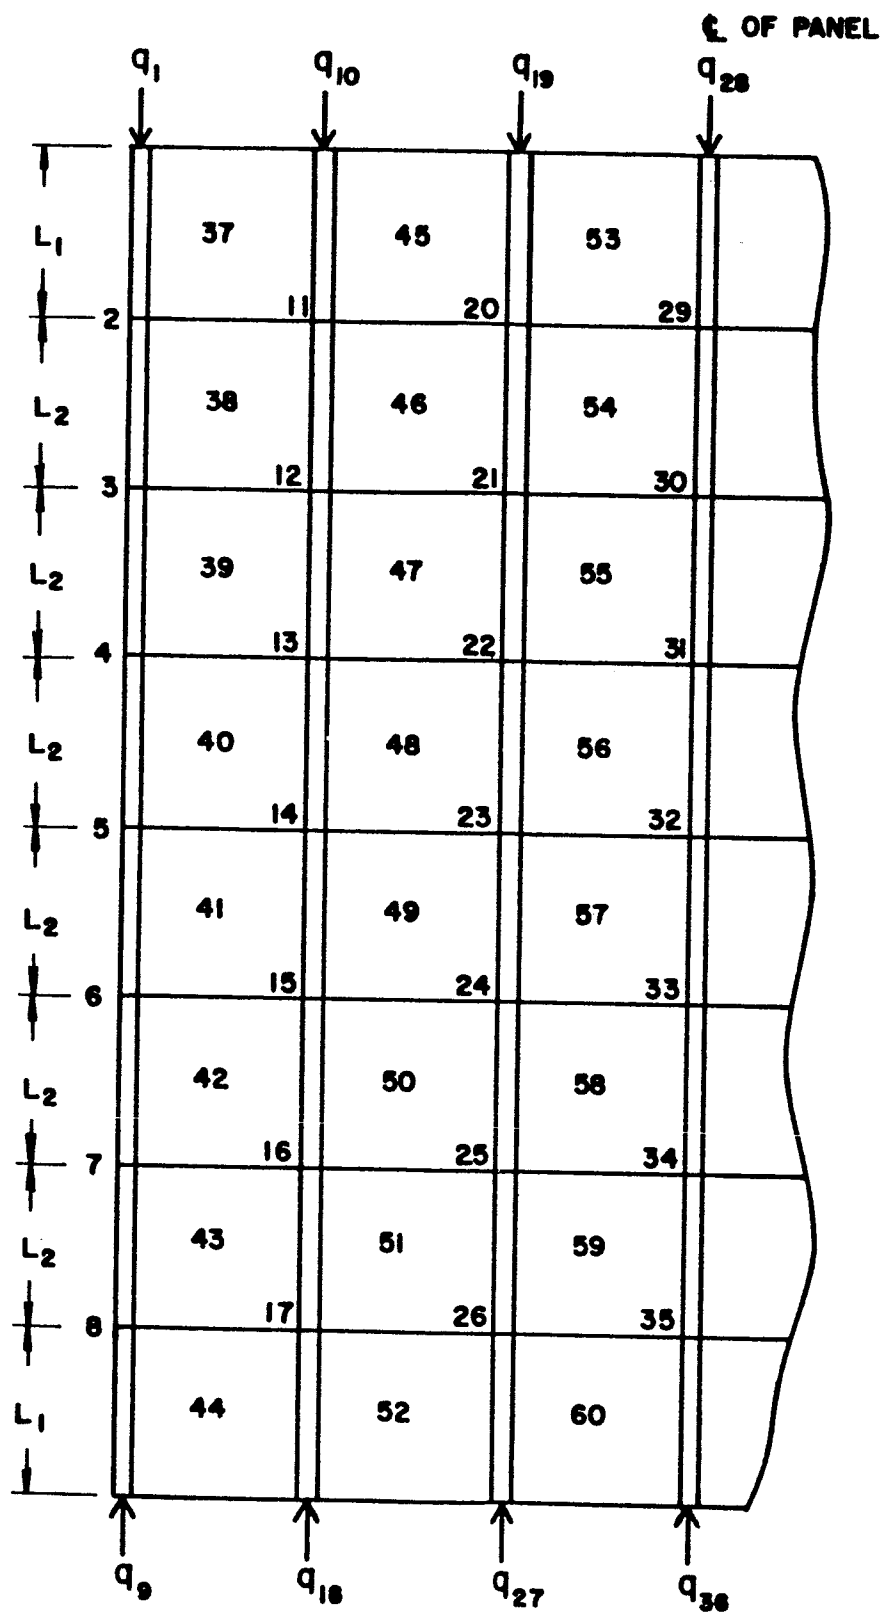 ℄ OF PANEL
q₁ q₁₀ q₁₉ q₂₈
L₁ 37 45 53
2 11 20 29
L₂ 38 46 54
3 12 21 30
L₂ 39 47 55
4 13 22 31
L₂ 40 48 56
5 14 23 32
L₂ 41 49 57
6 15 24 33
L₂ 42 50 58
7 16 25 34
L₂ 43 51 59
8 17 26 35
L₁ 44 52 60
q₉ q₁₈ q₂₇ q₃₆